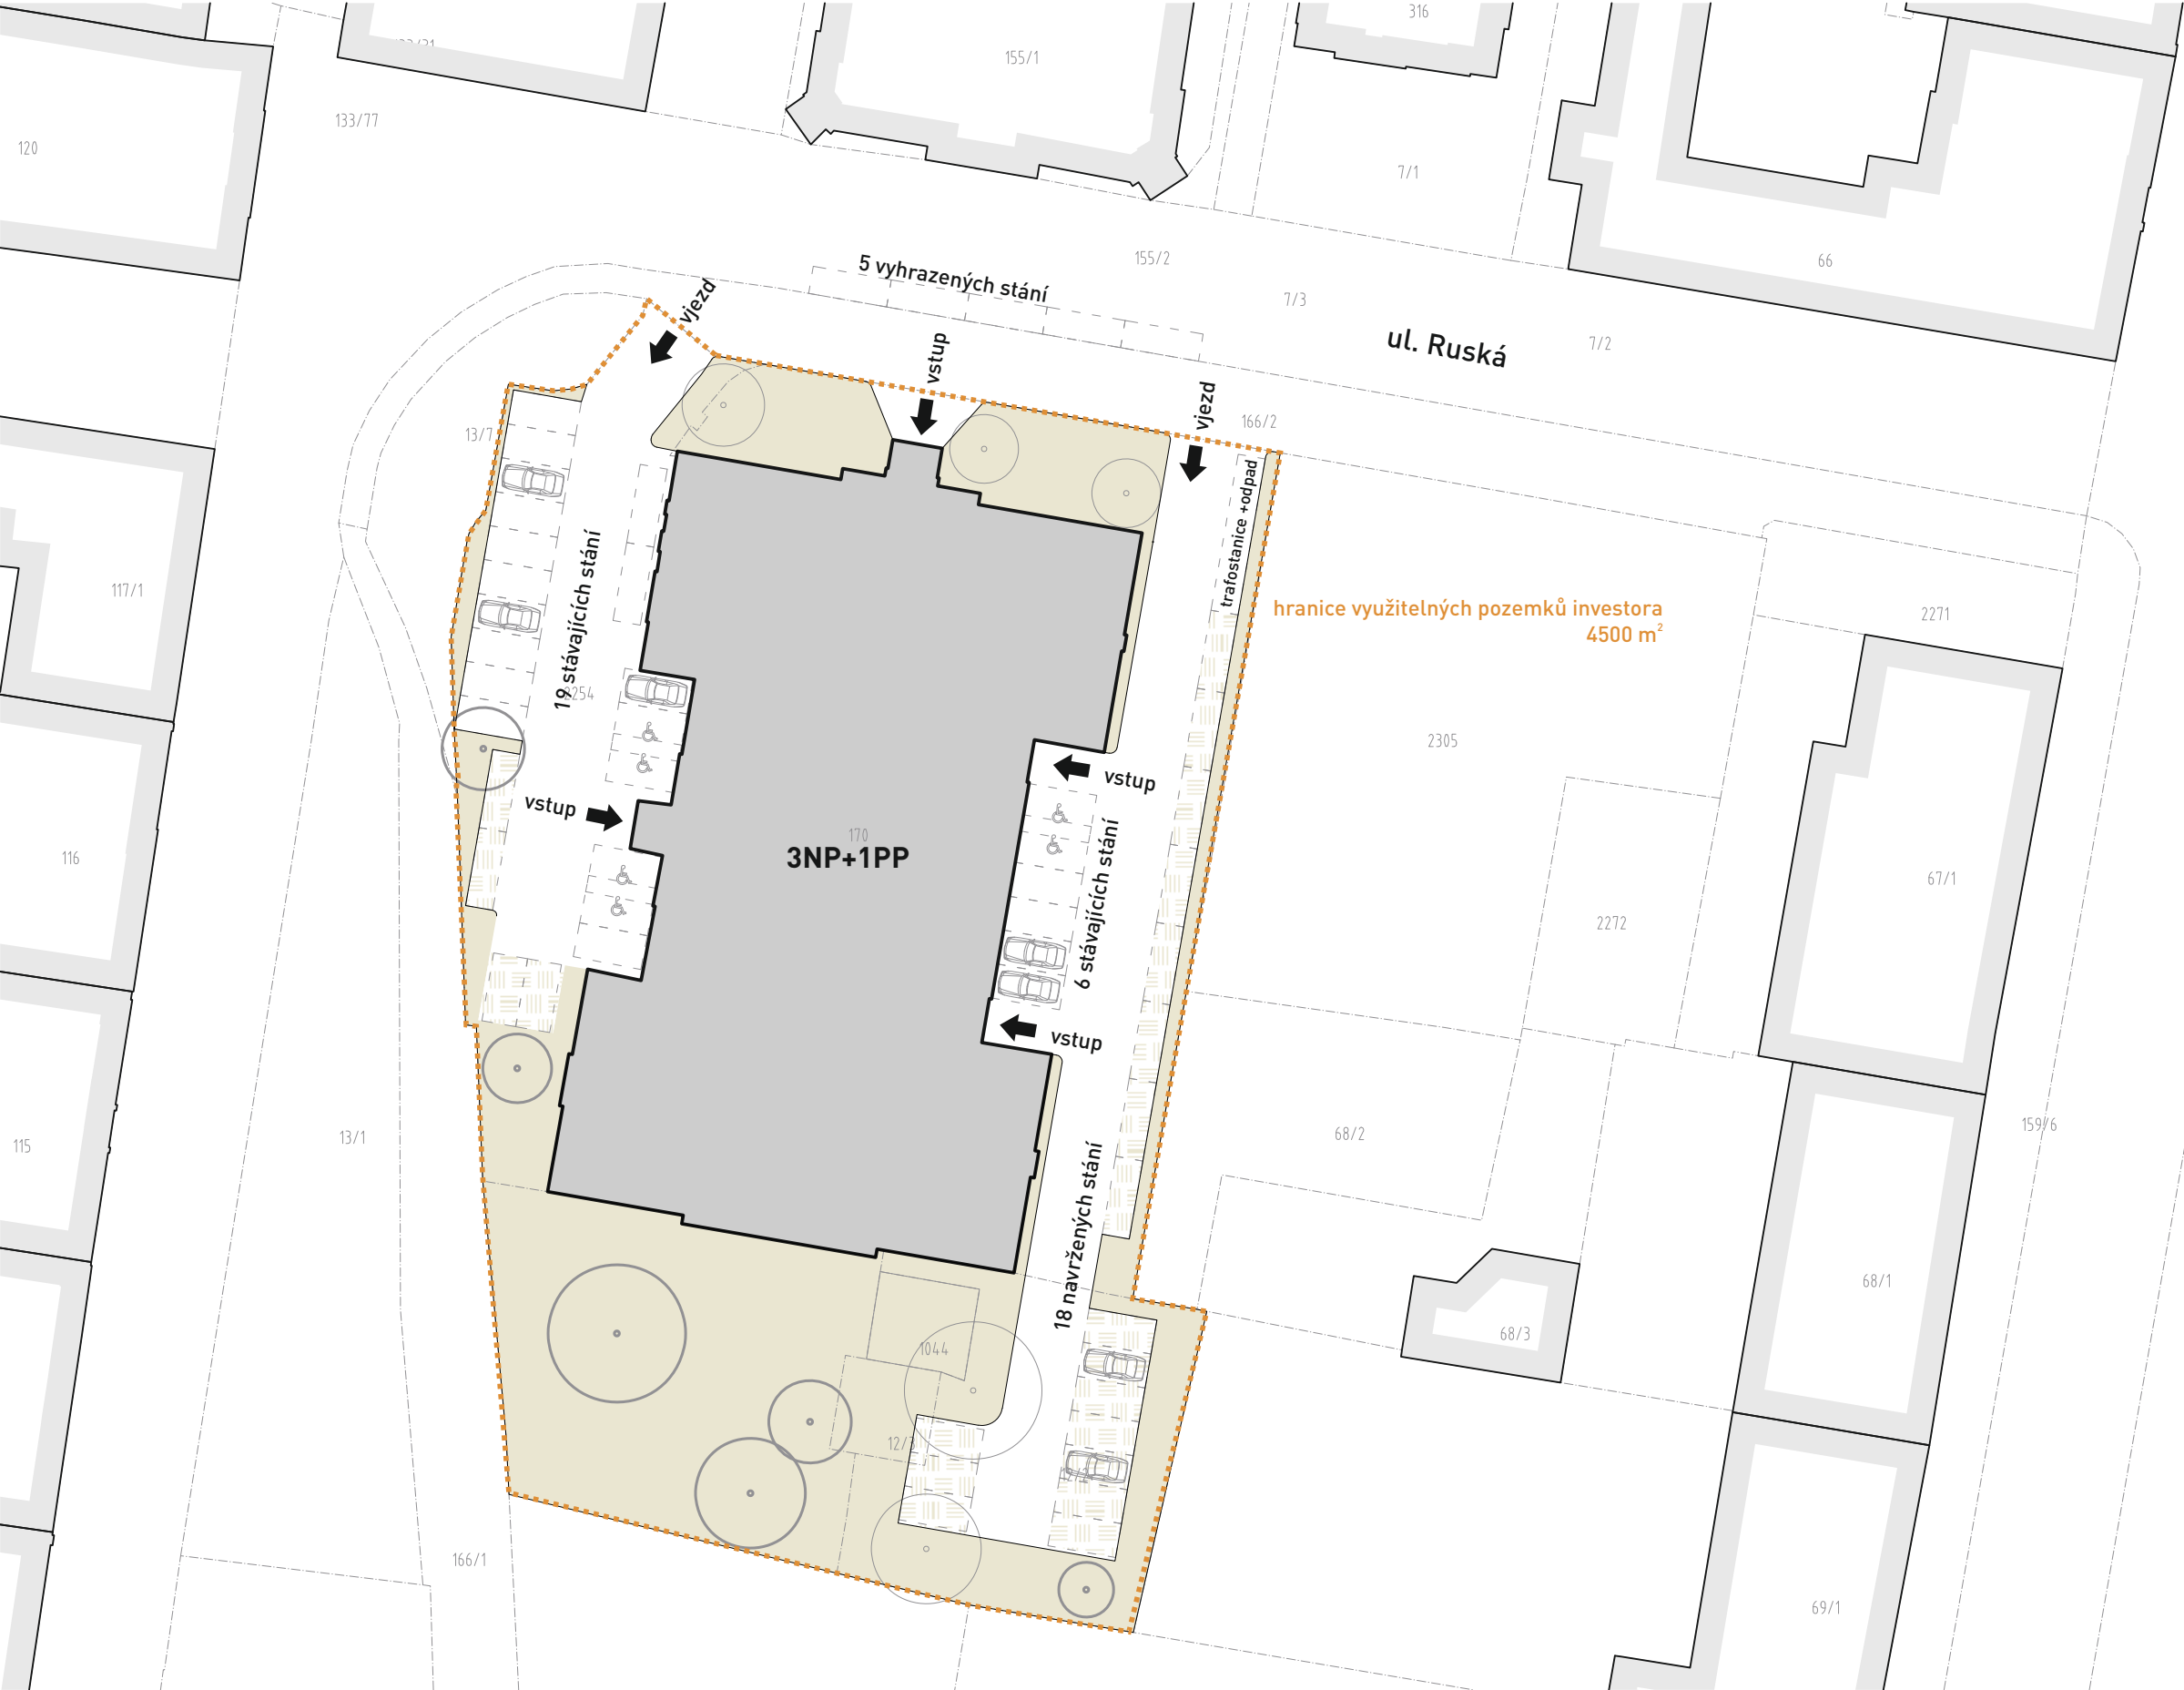 316
155/1
133/77
120
7/1
155/2
66
5 vyhrazených stání
vjezd
7/3
7/2
ul. Ruská
vstup
vjezd
166/2
13/7
trafostanice +odpad
117/1
hranice využitelných pozemků investora
4500 m²
2271
19 stávajících stání
2254
2305
vstup
vstup
170
3NP+1PP
116
67/1
6 stávajících stání
2272
vstup
115
13/1
68/2
159/6
18 navržených stání
68/1
68/3
1044
166/1
69/1